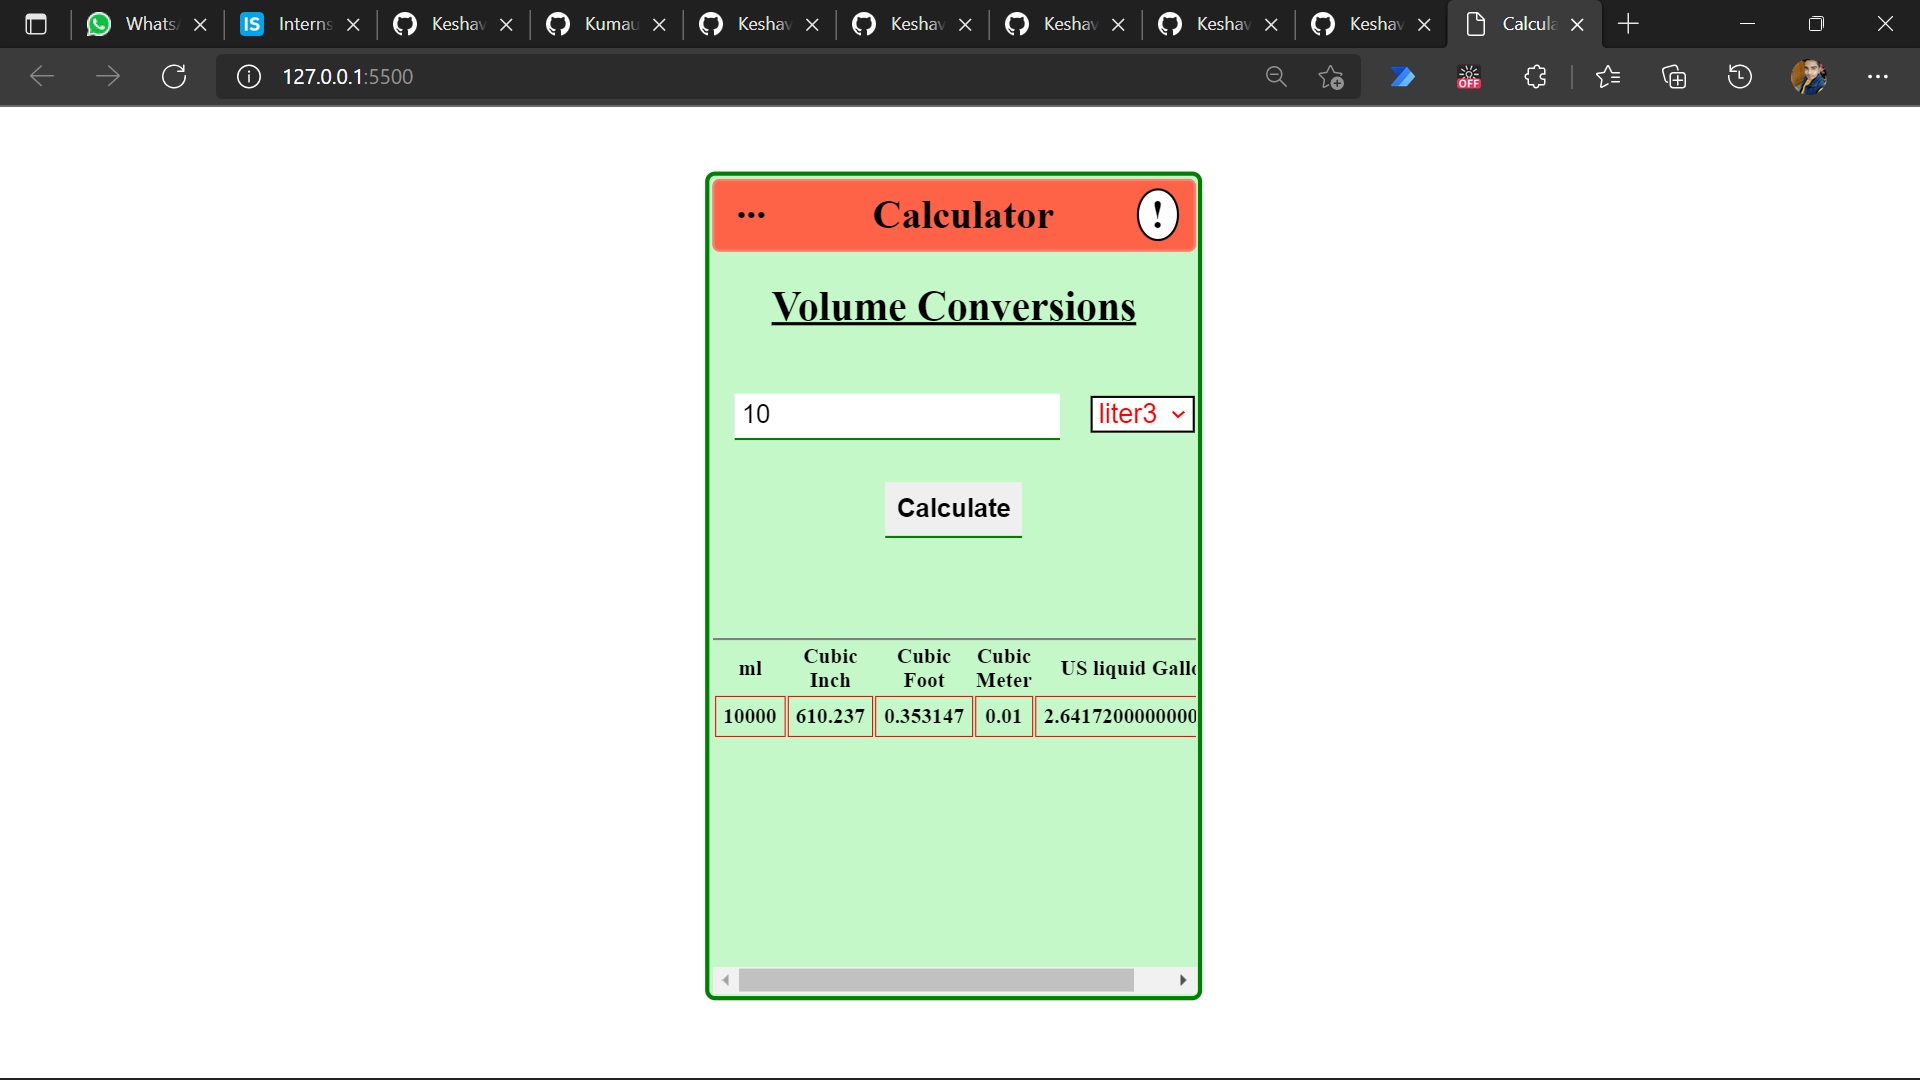 Whats
Interns
Keshav
Kumau
Keshav
Keshav
Keshav
Keshav
Keshav
Calcula
127.0.0.1:5500
OFF
... Calculator !
Volume Conversions
10 liter3
Calculate
ml Cubic Inch Cubic Foot Cubic Meter US liquid Gall
10000 610.237 0.353147 0.01 2.6417200000000